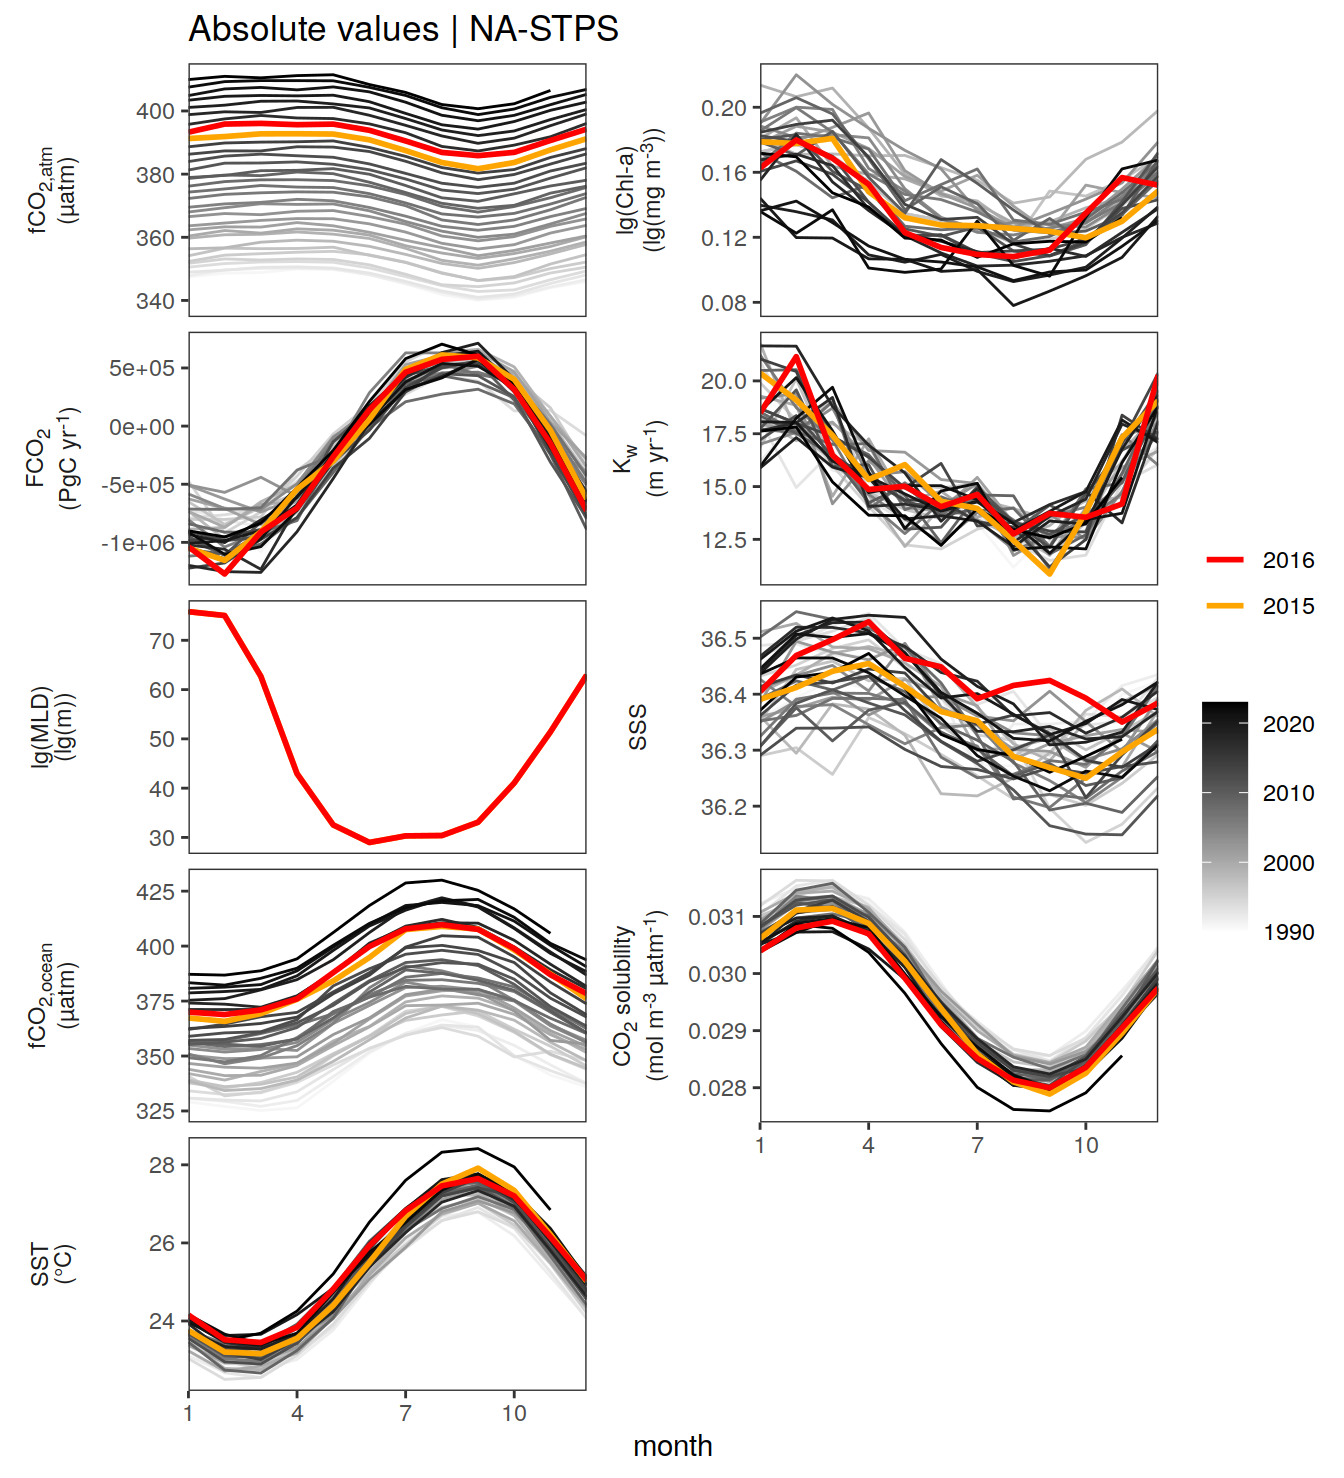 Absolute values | NA-STPS
fCO2,atm
(µatm)
400
380
360
340
lg(Chl-a)
(lg(mg m-3))
0.20
0.16
0.12
0.08
FCO2
(PgC yr-1)
5e+05
0e+00
-5e+05
-1e+06
Kw
(m yr-1)
20.0
17.5
15.0
12.5
2016
2015
lg(MLD)
(lg(m))
70
60
50
40
30
SSS
36.5
36.4
36.3
36.2
2020
2010
2000
1990
fCO2,ocean
(µatm)
425
400
375
350
325
CO2 solubility
(mol m-3 µatm-1)
0.031
0.030
0.029
0.028
1 4 7 10
SST
(°C)
28
26
24
1 4 7 10
month